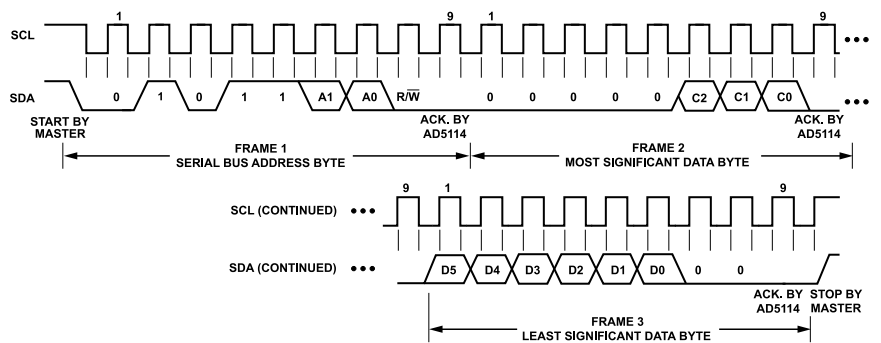 1 9 1 9
SCL
SDA 0 1 0 1 1 A1 A0 R/W̅ 0 0 0 0 0 C2 C1 C0
START BY ACK. BY ACK. BY
MASTER AD5114 AD5114
FRAME 1 FRAME 2
SERIAL BUS ADDRESS BYTE MOST SIGNIFICANT DATA BYTE
9 1 9
SCL (CONTINUED)
SDA (CONTINUED) D5 D4 D3 D2 D1 D0 0 0
ACK. BY STOP BY
AD5114 MASTER
FRAME 3
LEAST SIGNIFICANT DATA BYTE